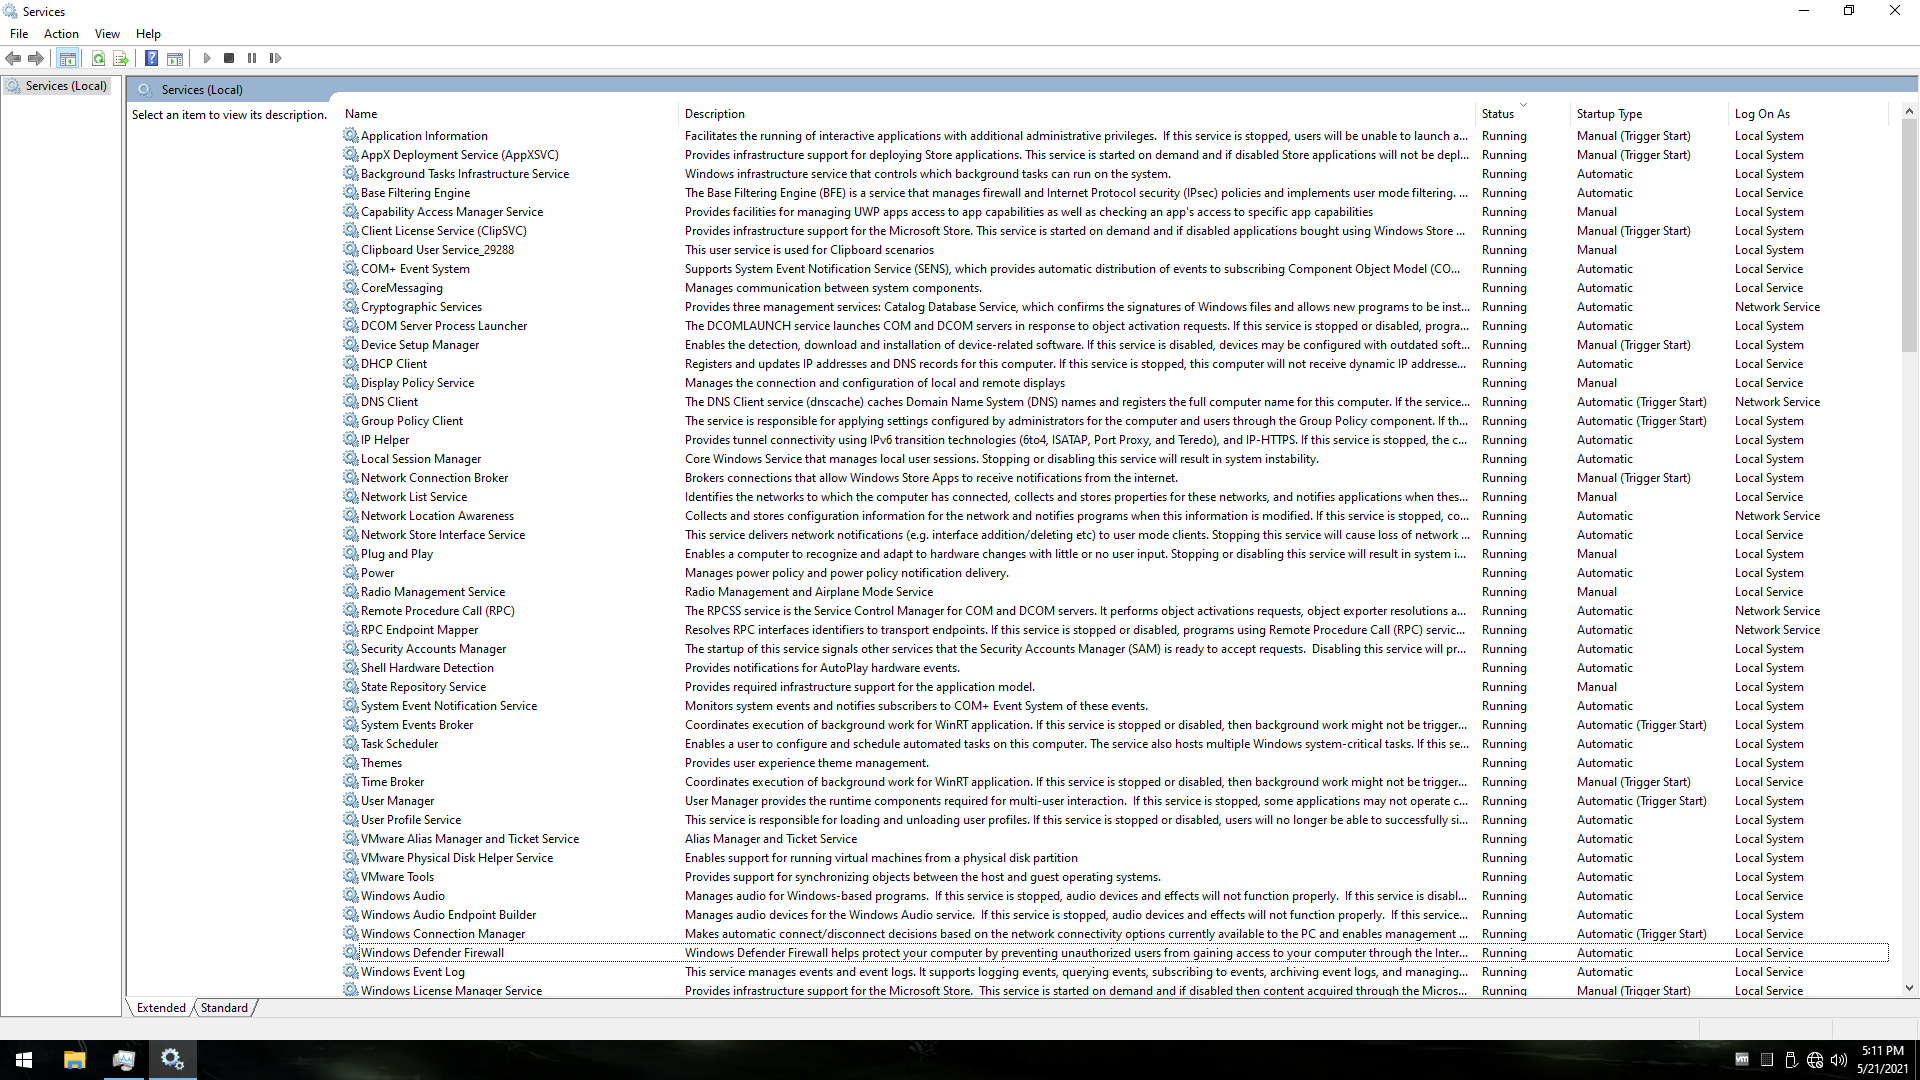 Services
File Action View Help
Services (Local)
Services (Local)
Select an item to view its description.
Name Description Status Startup Type Log On As
Application Information Facilitates the running of interactive applications with additional administrative privileges.  If this service is stopped, users will be unable to launch a... Running Manual (Trigger Start) Local System
AppX Deployment Service (AppXSVC) Provides infrastructure support for deploying Store applications. This service is started on demand and if disabled Store applications will not be depl... Running Manual (Trigger Start) Local System
Background Tasks Infrastructure Service Windows infrastructure service that controls which background tasks can run on the system. Running Automatic Local System
Base Filtering Engine The Base Filtering Engine (BFE) is a service that manages firewall and Internet Protocol security (IPsec) policies and implements user mode filtering. ... Running Automatic Local Service
Capability Access Manager Service Provides facilities for managing UWP apps access to app capabilities as well as checking an app's access to specific app capabilities Running Manual Local System
Client License Service (ClipSVC) Provides infrastructure support for the Microsoft Store. This service is started on demand and if disabled applications bought using Windows Store ... Running Manual (Trigger Start) Local System
Clipboard User Service_29288 This user service is used for Clipboard scenarios Running Manual Local System
COM+ Event System Supports System Event Notification Service (SENS), which provides automatic distribution of events to subscribing Component Object Model (CO... Running Automatic Local Service
CoreMessaging Manages communication between system components. Running Automatic Local Service
Cryptographic Services Provides three management services: Catalog Database Service, which confirms the signatures of Windows files and allows new programs to be inst... Running Automatic Network Service
DCOM Server Process Launcher The DCOMLAUNCH service launches COM and DCOM servers in response to object activation requests. If this service is stopped or disabled, progra... Running Automatic Local System
Device Setup Manager Enables the detection, download and installation of device-related software. If this service is disabled, devices may be configured with outdated soft... Running Manual (Trigger Start) Local System
DHCP Client Registers and updates IP addresses and DNS records for this computer. If this service is stopped, this computer will not receive dynamic IP addresse... Running Automatic Local Service
Display Policy Service Manages the connection and configuration of local and remote displays Running Manual Local Service
DNS Client The DNS Client service (dnscache) caches Domain Name System (DNS) names and registers the full computer name for this computer. If the service... Running Automatic (Trigger Start) Network Service
Group Policy Client The service is responsible for applying settings configured by administrators for the computer and users through the Group Policy component. If th... Running Automatic (Trigger Start) Local System
IP Helper Provides tunnel connectivity using IPv6 transition technologies (6to4, ISATAP, Port Proxy, and Teredo), and IP-HTTPS. If this service is stopped, the c... Running Automatic Local System
Local Session Manager Core Windows Service that manages local user sessions. Stopping or disabling this service will result in system instability. Running Automatic Local System
Network Connection Broker Brokers connections that allow Windows Store Apps to receive notifications from the internet. Running Manual (Trigger Start) Local System
Network List Service Identifies the networks to which the computer has connected, collects and stores properties for these networks, and notifies applications when thes... Running Manual Local Service
Network Location Awareness Collects and stores configuration information for the network and notifies programs when this information is modified. If this service is stopped, co... Running Automatic Network Service
Network Store Interface Service This service delivers network notifications (e.g. interface addition/deleting etc) to user mode clients. Stopping this service will cause loss of network ... Running Automatic Local Service
Plug and Play Enables a computer to recognize and adapt to hardware changes with little or no user input. Stopping or disabling this service will result in system i... Running Manual Local System
Power Manages power policy and power policy notification delivery. Running Automatic Local System
Radio Management Service Radio Management and Airplane Mode Service Running Manual Local Service
Remote Procedure Call (RPC) The RPCSS service is the Service Control Manager for COM and DCOM servers. It performs object activations requests, object exporter resolutions a... Running Automatic Network Service
RPC Endpoint Mapper Resolves RPC interfaces identifiers to transport endpoints. If this service is stopped or disabled, programs using Remote Procedure Call (RPC) servic... Running Automatic Network Service
Security Accounts Manager The startup of this service signals other services that the Security Accounts Manager (SAM) is ready to accept requests.  Disabling this service will pr... Running Automatic Local System
Shell Hardware Detection Provides notifications for AutoPlay hardware events. Running Automatic Local System
State Repository Service Provides required infrastructure support for the application model. Running Manual Local System
System Event Notification Service Monitors system events and notifies subscribers to COM+ Event System of these events. Running Automatic Local System
System Events Broker Coordinates execution of background work for WinRT application. If this service is stopped or disabled, then background work might not be trigger... Running Automatic (Trigger Start) Local System
Task Scheduler Enables a user to configure and schedule automated tasks on this computer. The service also hosts multiple Windows system-critical tasks. If this se... Running Automatic Local System
Themes Provides user experience theme management. Running Automatic Local System
Time Broker Coordinates execution of background work for WinRT application. If this service is stopped or disabled, then background work might not be trigger... Running Manual (Trigger Start) Local Service
User Manager User Manager provides the runtime components required for multi-user interaction.  If this service is stopped, some applications may not operate c... Running Automatic (Trigger Start) Local System
User Profile Service This service is responsible for loading and unloading user profiles. If this service is stopped or disabled, users will no longer be able to successfully si... Running Automatic Local System
VMware Alias Manager and Ticket Service Alias Manager and Ticket Service Running Automatic Local System
VMware Physical Disk Helper Service Enables support for running virtual machines from a physical disk partition Running Automatic Local System
VMware Tools Provides support for synchronizing objects between the host and guest operating systems. Running Automatic Local System
Windows Audio Manages audio for Windows-based programs.  If this service is stopped, audio devices and effects will not function properly.  If this service is disabl... Running Automatic Local Service
Windows Audio Endpoint Builder Manages audio devices for the Windows Audio service.  If this service is stopped, audio devices and effects will not function properly.  If this service... Running Automatic Local System
Windows Connection Manager Makes automatic connect/disconnect decisions based on the network connectivity options currently available to the PC and enables management ... Running Automatic (Trigger Start) Local Service
Windows Defender Firewall Windows Defender Firewall helps protect your computer by preventing unauthorized users from gaining access to your computer through the Inter... Running Automatic Local Service
Windows Event Log This service manages events and event logs. It supports logging events, querying events, subscribing to events, archiving event logs, and managing... Running Automatic Local Service
Windows License Manager Service Provides infrastructure support for the Microsoft Store.  This service is started on demand and if disabled then content acquired through the Micros... Running Manual (Trigger Start) Local Service
Extended Standard
vm
5:11 PM
5/21/2021